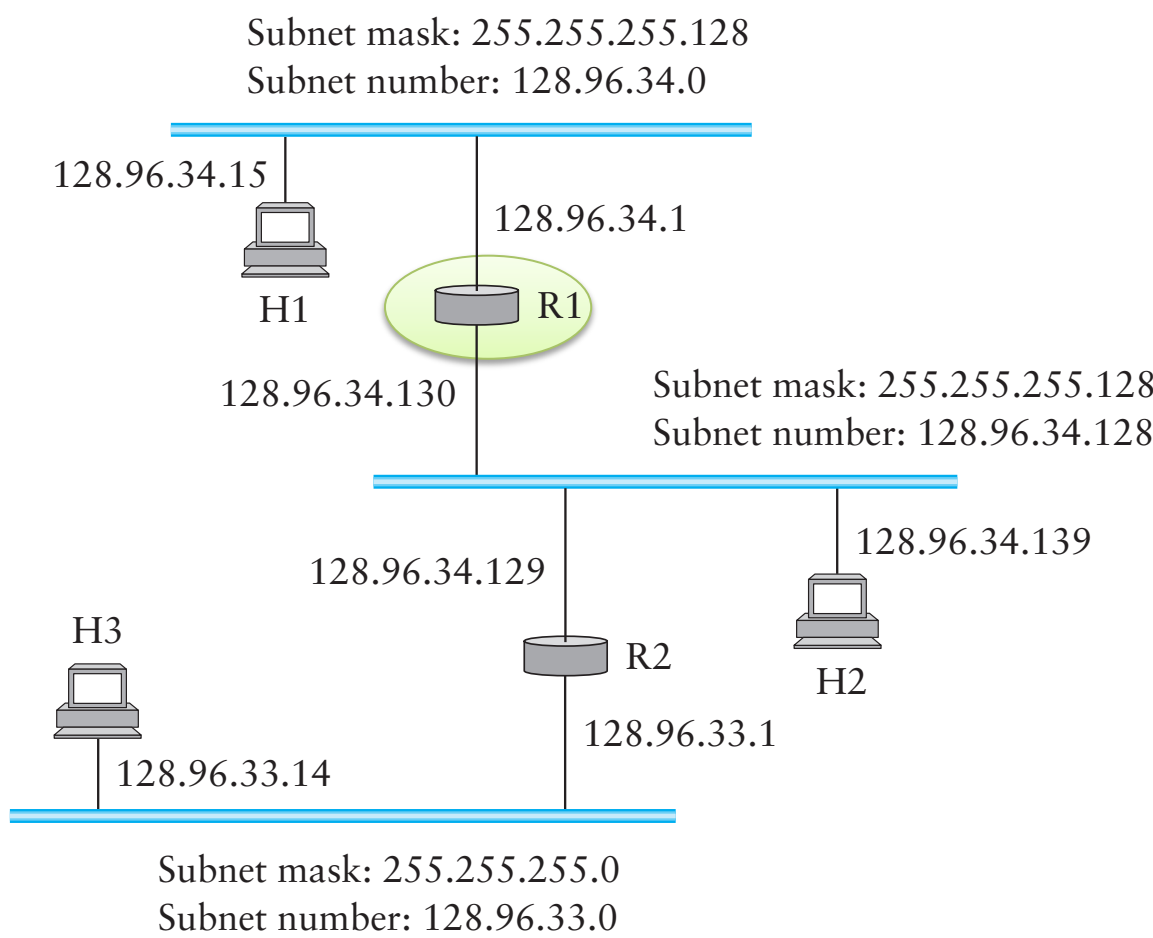 Subnet mask: 255.255.255.128
Subnet number: 128.96.34.0
128.96.34.15
128.96.34.1
H1
R1
128.96.34.130
Subnet mask: 255.255.255.128
Subnet number: 128.96.34.128
128.96.34.139
128.96.34.129
H3
R2
H2
128.96.33.1
128.96.33.14
Subnet mask: 255.255.255.0
Subnet number: 128.96.33.0